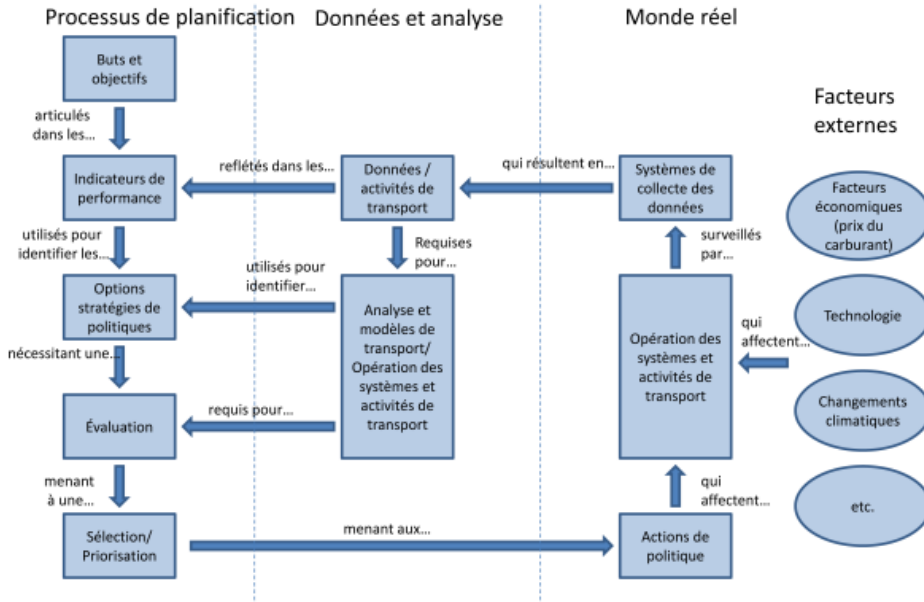 Processus de planification
Données et analyse
Monde réel
Facteurs
externes
Buts et
objectifs
articulés
dans les...
Indicateurs de
performance
utilisés pour
identifier les...
Options
stratégies de
politiques
nécessitant une...
Évaluation
menant
à une...
Sélection/
Priorisation
reflétés dans les...
Données /
activités de
transport
Requises
pour...
utilisés pour
identifier...
Analyse et
modèles de
transport/
Opération des
systèmes et
activités de
transport
requis pour...
menant aux...
qui résultent en...
Systèmes de
collecte des
données
surveillés
par...
Opération des
systèmes et
activités de
transport
qui
affectent...
Actions de
politique
qui
affectent...
Facteurs
économiques
(prix du
carburant)
Technologie
Changements
climatiques
etc.